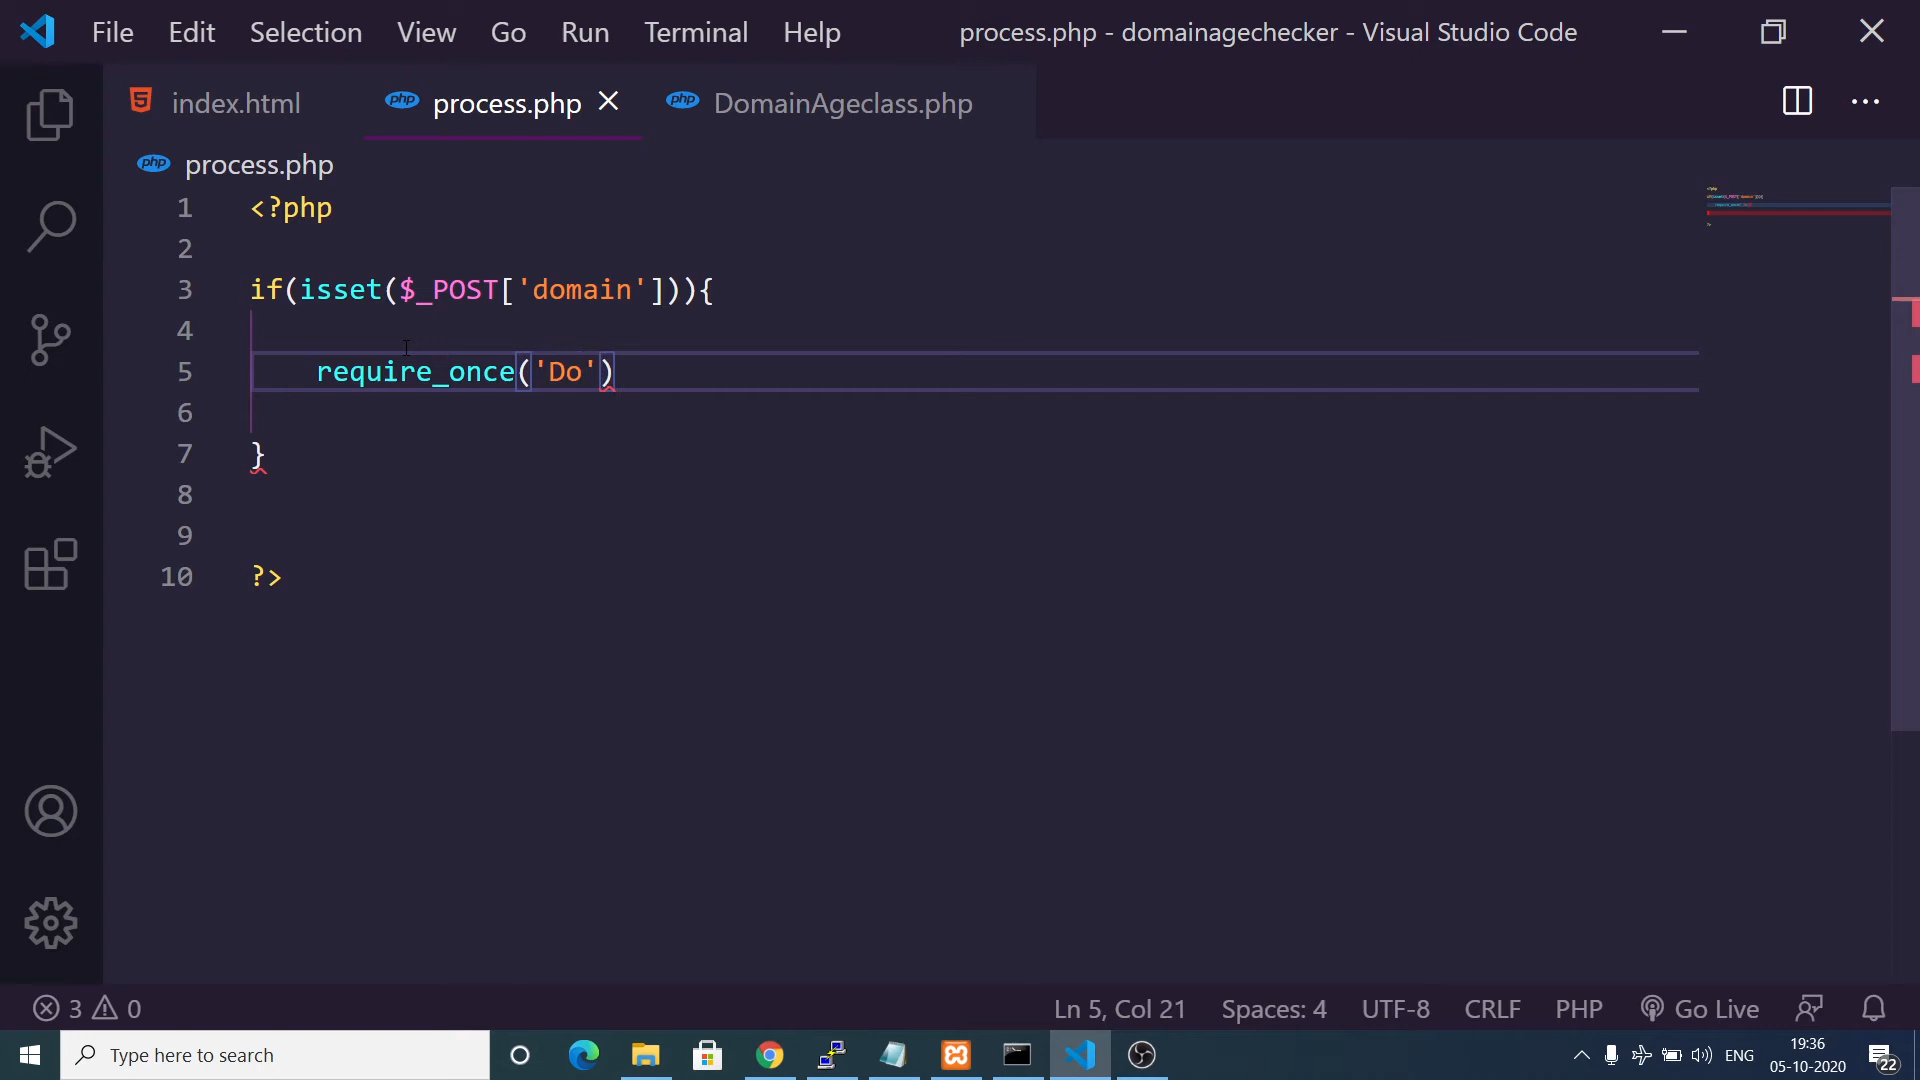 File Edit Selection View Go Run Terminal Help process.php - domainagechecker - Visual Studio Code
index.html php process.php php DomainAgeclass.php
php process.php
1 <?php
2
3 if(isset($_POST['domain'])){
4
5 require_once('Do')
6
7 }
8
9
10 ?>
3 0 Ln 5, Col 21 Spaces: 4 UTF-8 CRLF PHP Go Live
Type here to search ENG 19:36
05-10-2020 22